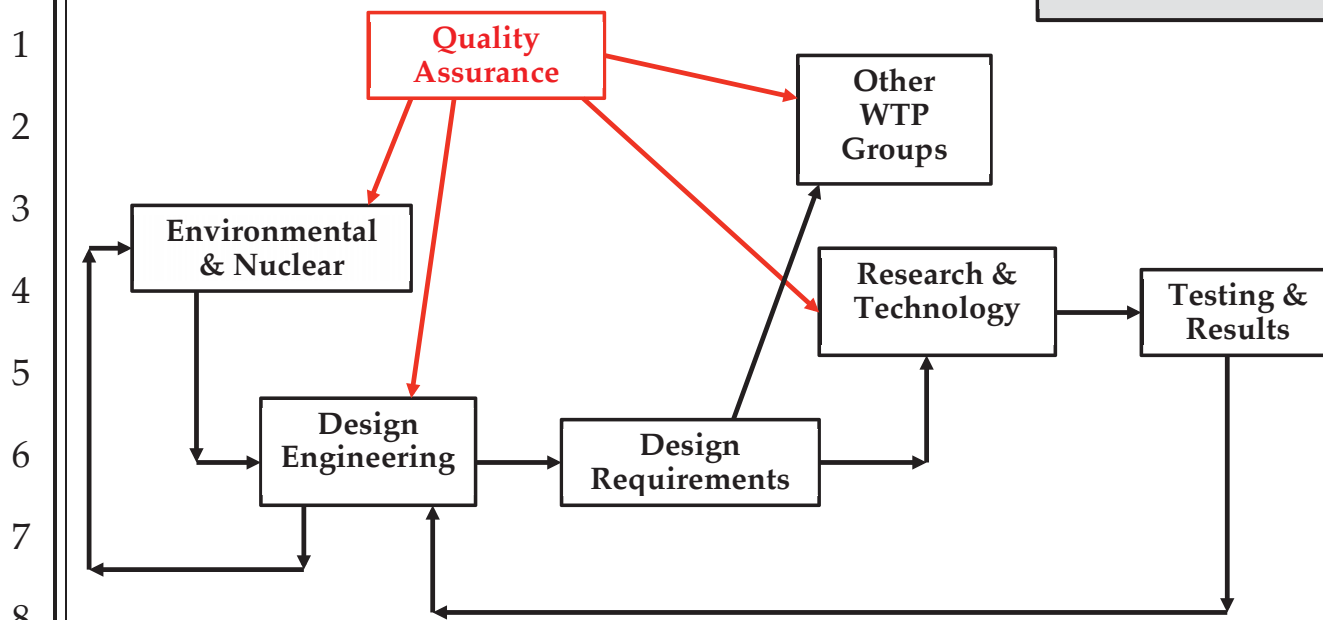 1
Quality
Assurance
Other
WTP
Groups
2
3
Environmental
& Nuclear
Research &
Technology
4
Testing &
Results
5
Design
Engineering
6
Design
Requirements
7
8